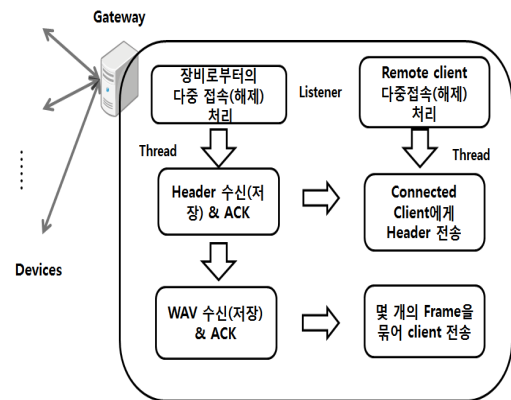 Gateway
장비로부터의
다중 접속(해제)
처리
Listener
Remote client
다중접속(해제)
처리
Thread
Thread
Header 수신(저
장) & ACK
Connected
Client에게
Header 전송
Devices
WAV 수신(저장)
& ACK
몇 개의 Frame을
묶어 client 전송